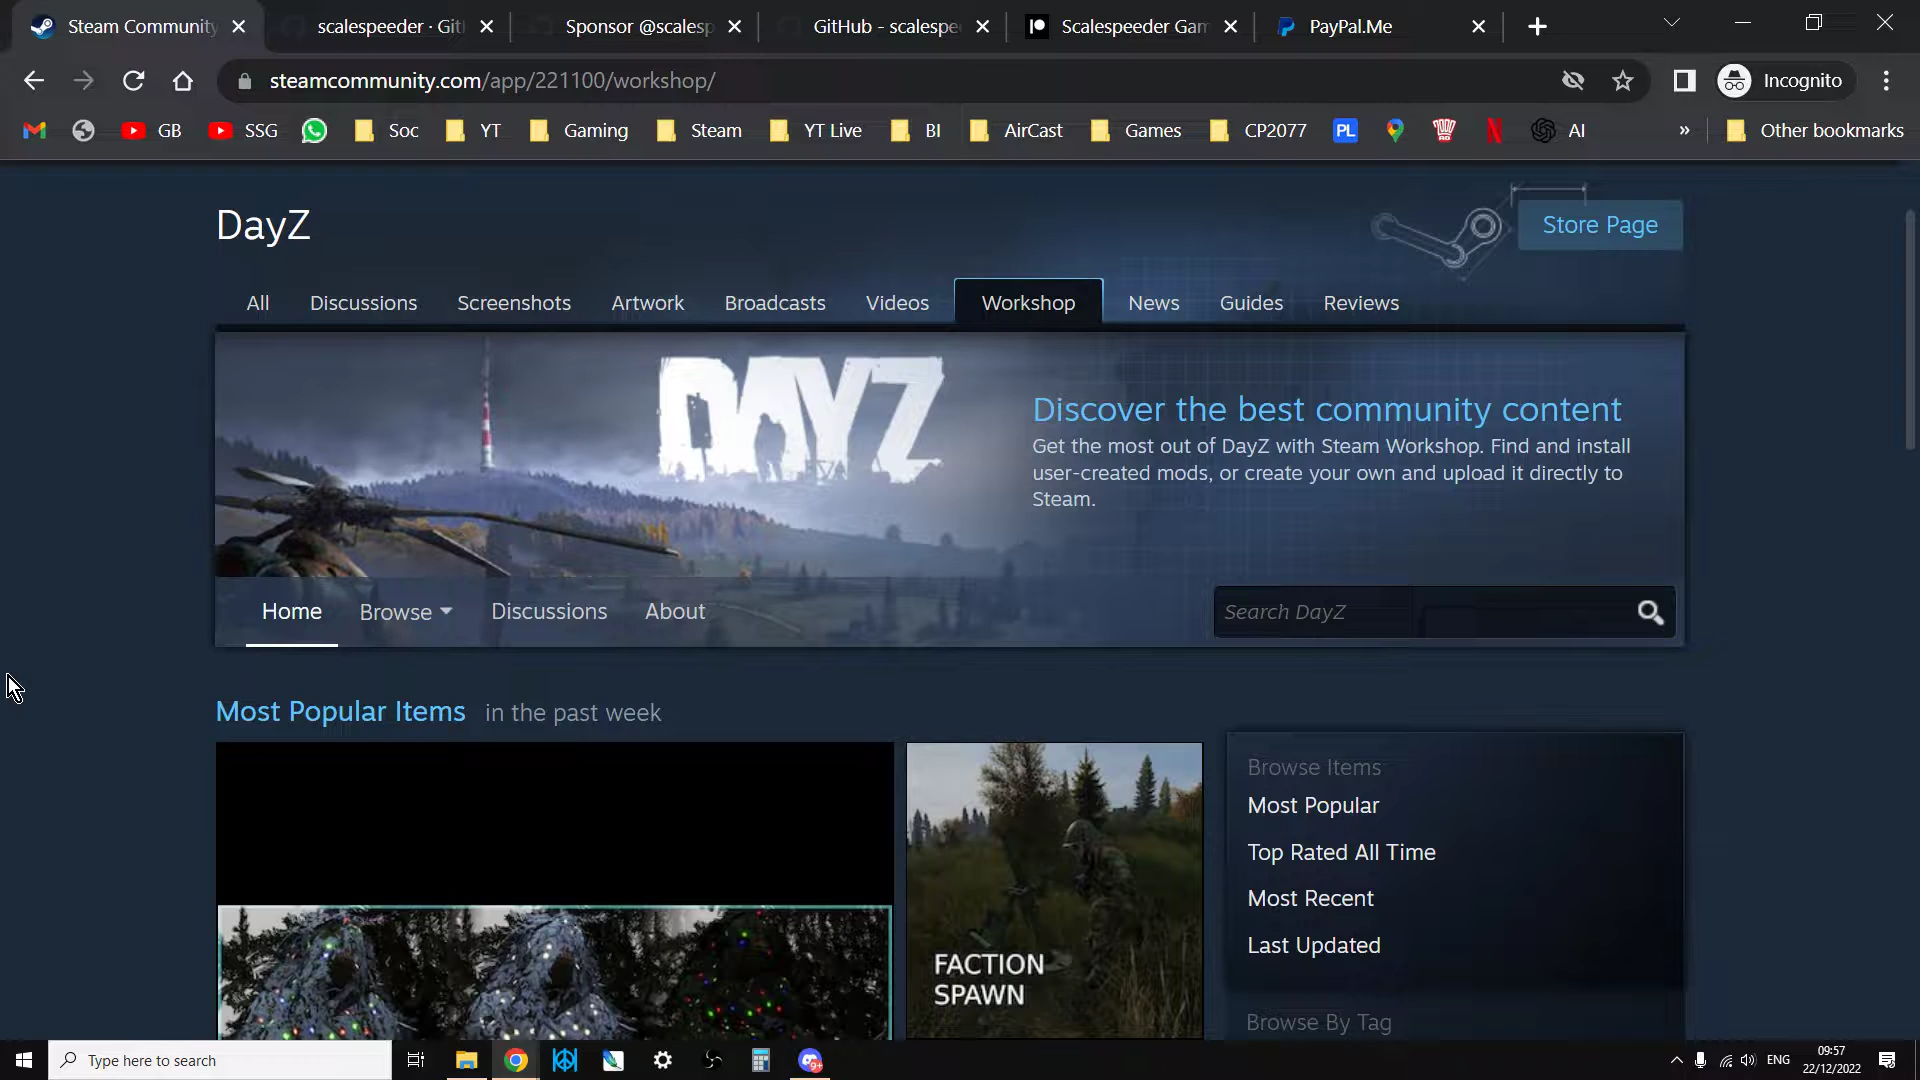 Steam Community
scalespeeder · Git
Sponsor @scalesp
GitHub - scalespe
Scalespeeder Gam
PayPal.Me
steamcommunity.com/app/221100/workshop/
Incognito
GB
SSG
Soc
YT
Gaming
Steam
YT Live
BI
AirCast
Games
CP2077
PL
AI
»
Other bookmarks
DayZ
Store Page
All
Discussions
Screenshots
Artwork
Broadcasts
Videos
Workshop
News
Guides
Reviews
DAYZ
Discover the best community content
Get the most out of DayZ with Steam Workshop. Find and install
user-created mods, or create your own and upload it directly to
Steam.
Home
Browse
Discussions
About
Search DayZ
Most Popular Items in the past week
FACTION
SPAWN
Browse Items
Most Popular
Top Rated All Time
Most Recent
Last Updated
Browse By Tag
Type here to search
9+
ENG
09:57
22/12/2022